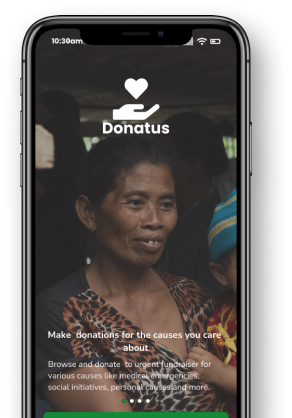 10:30am
Donatus
Make donations for the causes you care
about
Browse and donate to urgent fundraiser for
various causes like medical emergencies,
social initiatives, personal causes and more.